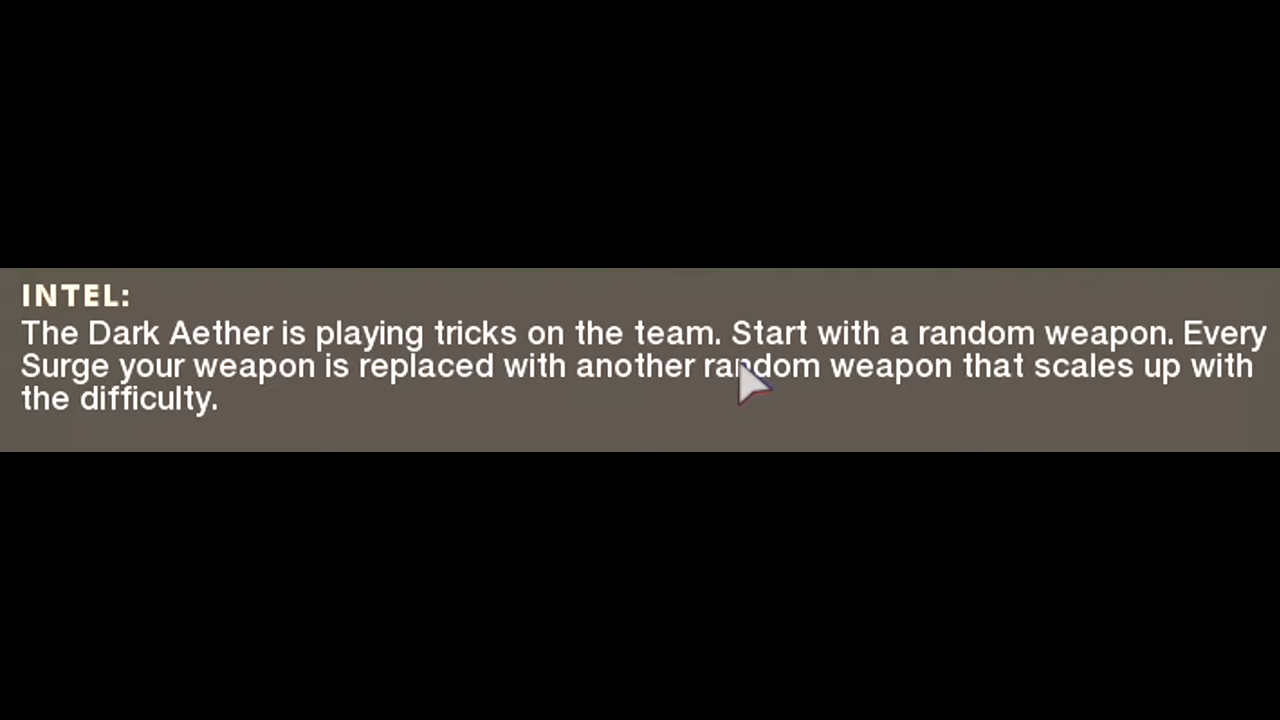 INTEL:
The Dark Aether is playing tricks on the team. Start with a random weapon. Every
Surge your weapon is replaced with another random weapon that scales up with
the difficulty.